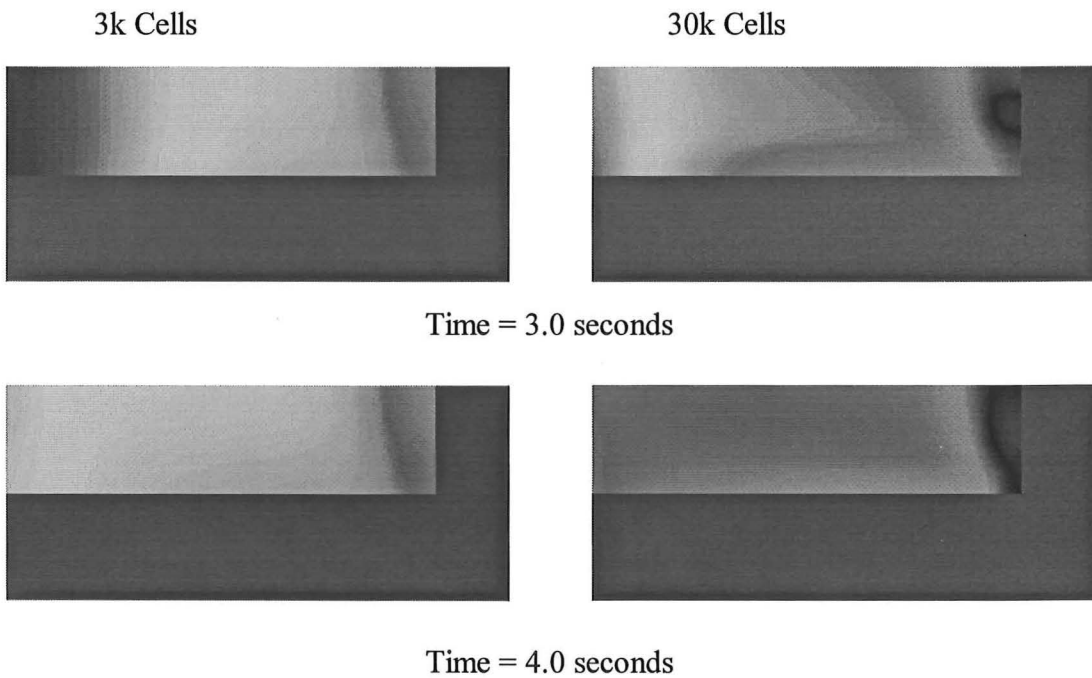 3k Cells
30k Cells
Time = 3.0 seconds
Time = 4.0 seconds